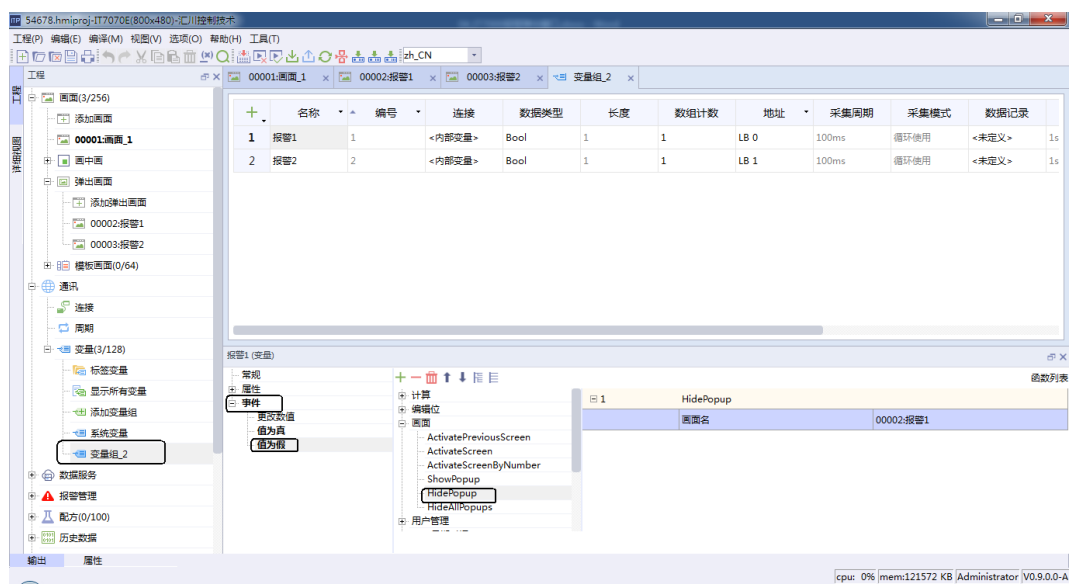 ITP 54678.hmiproj-IT7070E(800x480)-汇川控制技术
工程(P) 编辑(E) 编译(M) 视图(V) 选项(O) 帮助(H) 工具(T)
zh_CN
工程
工程
详细视图
画面(3/256)
添加画面
00001:画面_1
画中画
弹出画面
添加弹出画面
00002:报警1
00003:报警2
模板画面(0/64)
通讯
连接
周期
变量(3/128)
标签变量
显示所有变量
添加变量组
系统变量
变量组_2
数据服务
报警管理
配方(0/100)
历史数据
00001:画面_1 × 00002:报警1 × 00003:报警2 × 变量组_2 ×
名称 编号 连接 数据类型 长度 数组计数 地址 采集周期 采集模式 数据记录
1 报警1 1 <内部变量> Bool 1 1 LB 0 100ms 循环使用 <未定义> 1s
2 报警2 2 <内部变量> Bool 1 1 LB 1 100ms 循环使用 <未定义> 1s
报警1 (变量)
常规
属性
事件
更改数值
值为真
值为假
函数列表
计算
编辑位
画面
ActivatePreviousScreen
ActivateScreen
ActivateScreenByNumber
ShowPopup
HidePopup
HideAllPopups
用户管理
1 HidePopup
画面名 00002:报警1
输出 属性
cpu: 0% mem:121572 KB Administrator V0.9.0.0-A